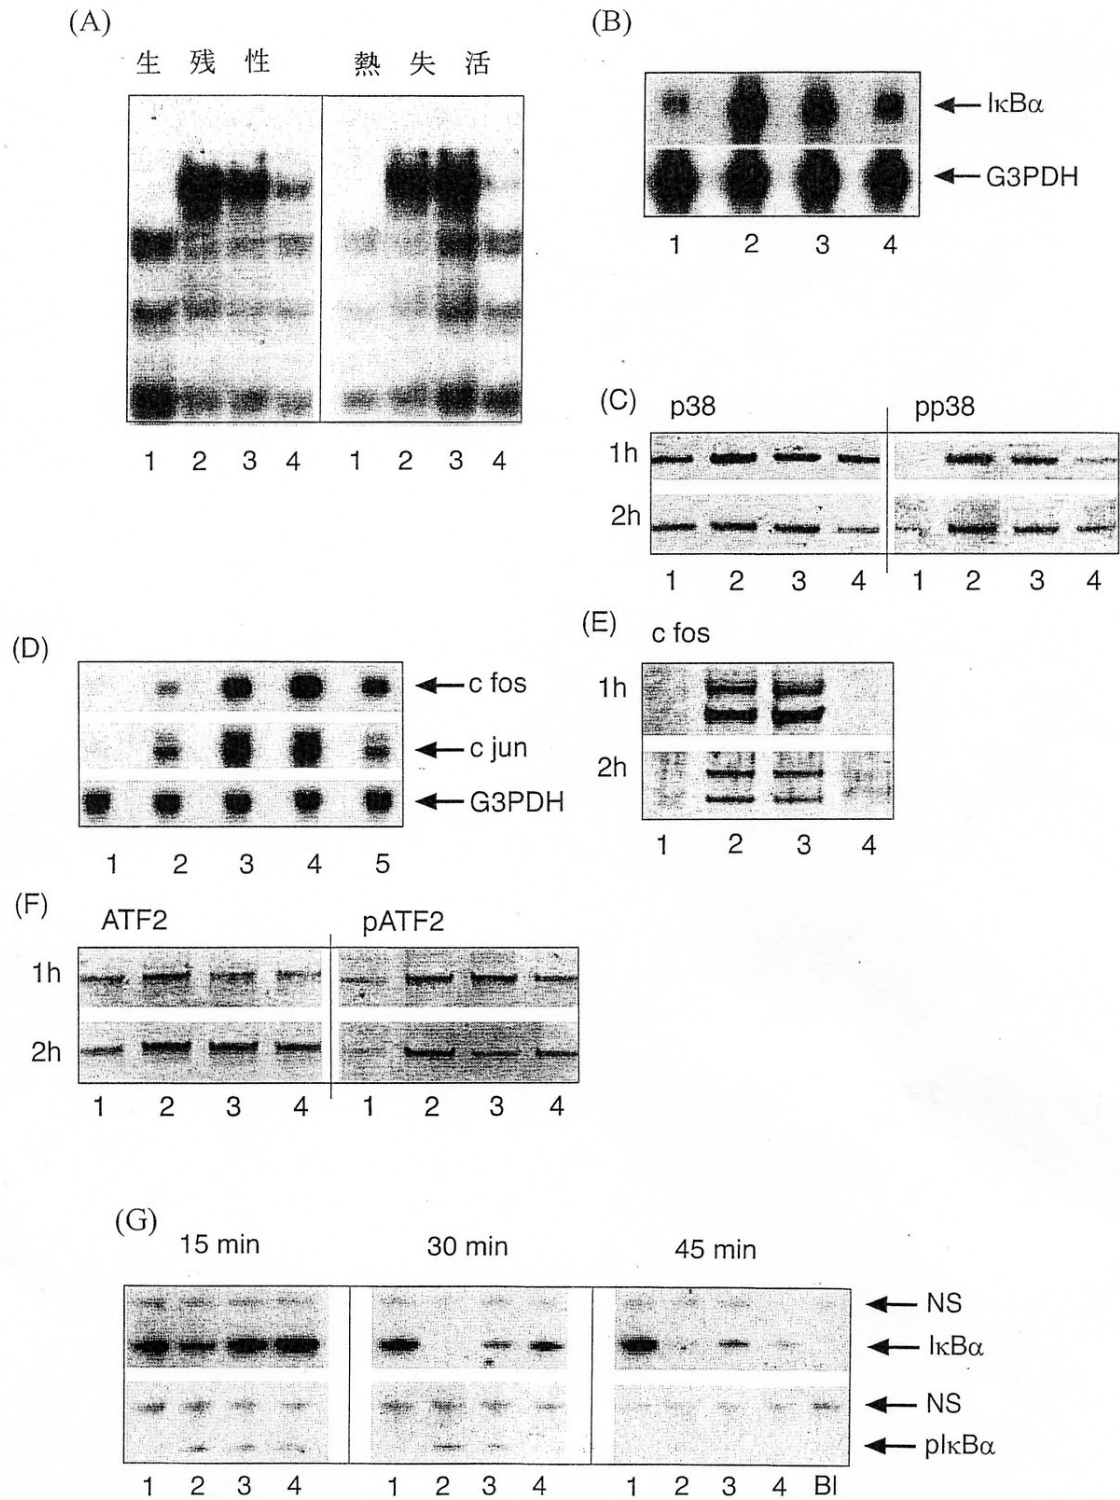 (A)
生残性 熱失活
1 2 3 4 1 2 3 4
(B)
IκBα
G3PDH
1 2 3 4
(C)
p38 pp38
1h
2h
1 2 3 4 1 2 3 4
(D)
c fos
c jun
G3PDH
1 2 3 4 5
(E)
c fos
1h
2h
1 2 3 4
(F)
ATF2 pATF2
1h
2h
1 2 3 4 1 2 3 4
(G)
15 min 30 min 45 min
NS
IκBα
NS
pIκBα
1 2 3 4 1 2 3 4 1 2 3 4 Bl